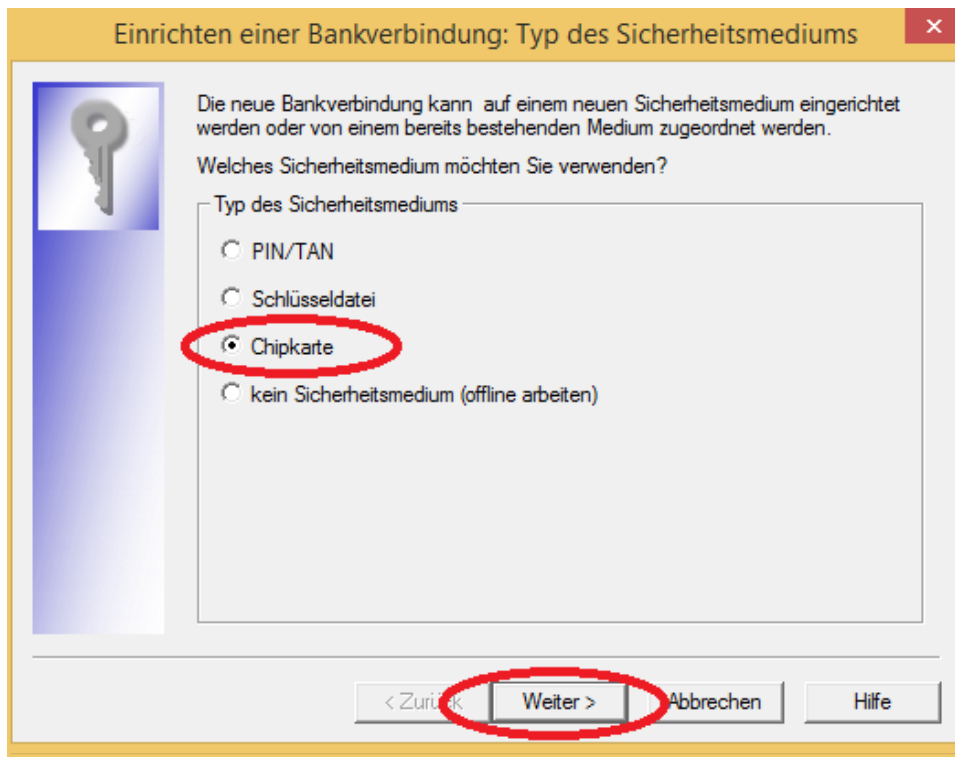 Einrichten einer Bankverbindung: Typ des Sicherheitsmediums
Die neue Bankverbindung kann auf einem neuen Sicherheitsmedium eingerichtet
werden oder von einem bereits bestehenden Medium zugeordnet werden.
Welches Sicherheitsmedium möchten Sie verwenden?
Typ des Sicherheitsmediums
PIN/TAN
Schlüsseldatei
Chipkarte
kein Sicherheitsmedium (offline arbeiten)
< Zurück Weiter > Abbrechen Hilfe